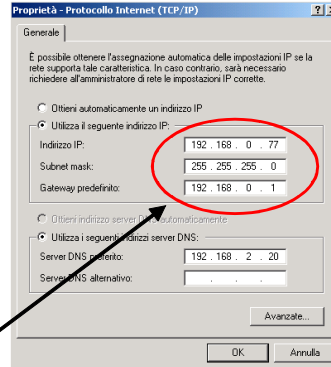 Proprietà - Protocollo Internet (TCP/IP)
Generale
È possibile ottenere l'assegnazione automatica delle impostazioni IP se la
rete supporta tale caratteristica. In caso contrario, sarà necessario
richiedere all'amministratore di rete le impostazioni IP corrette.
Ottieni automaticamente un indirizzo IP
Utilizza il seguente indirizzo IP:
Indirizzo IP: 192 . 168 . 0 . 77
Subnet mask: 255 . 255 . 255 . 0
Gateway predefinito: 192 . 168 . 0 . 1
Ottieni indirizzo server DNS automaticamente
Utilizza i seguenti indirizzi server DNS:
Server DNS preferito: 192 . 168 . 2 . 20
Server DNS alternativo: . . .
Avanzate...
OK Annulla